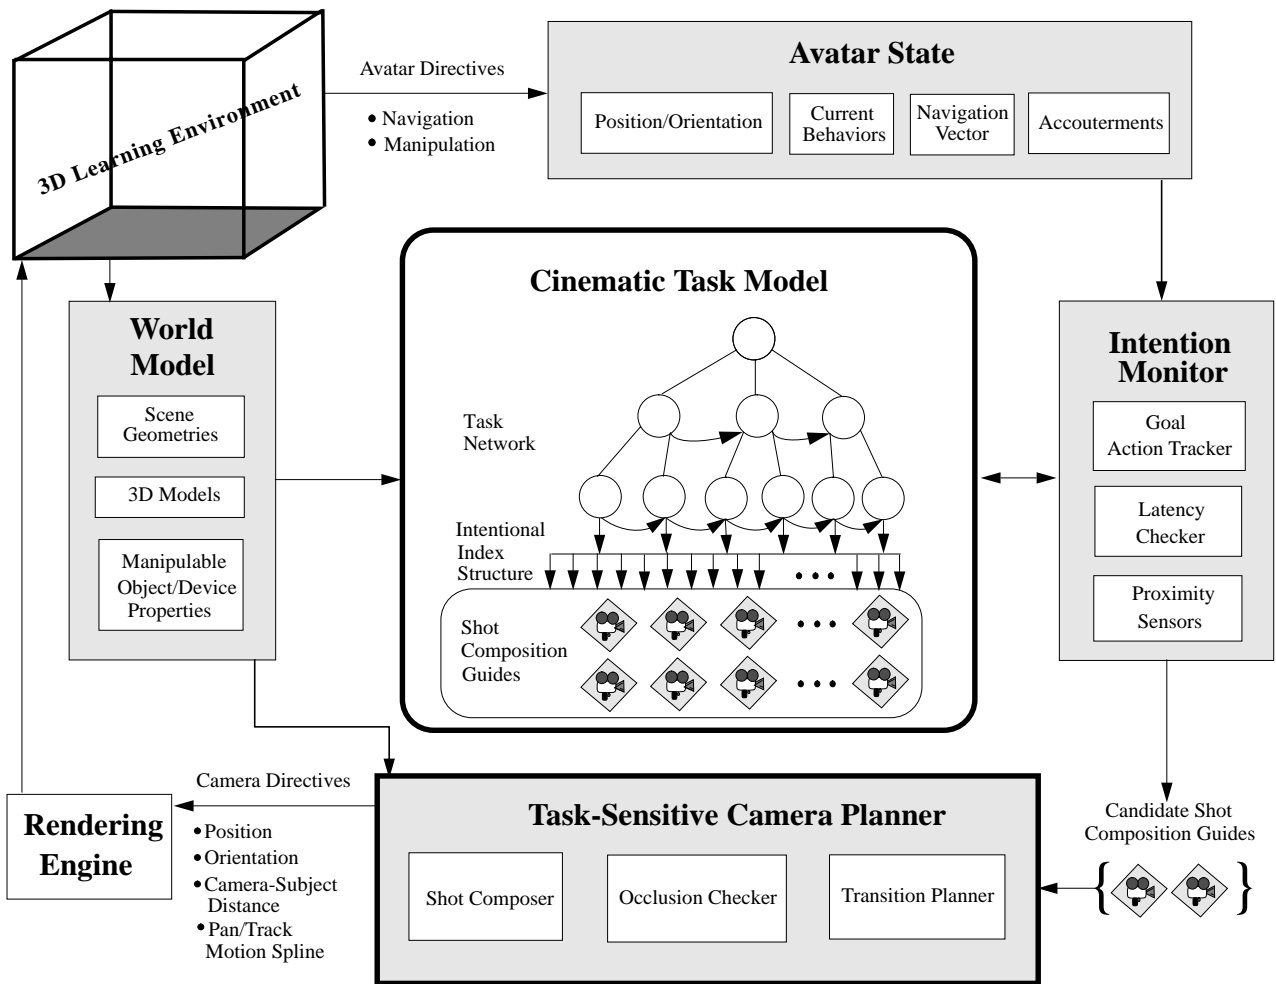 3D Learning Environment
Avatar Directives
• Navigation
• Manipulation
Avatar State
Position/Orientation
Current
Behaviors
Navigation
Vector
Accouterments
World
Model
Scene
Geometries
3D Models
Manipulable
Object/Device
Properties
Cinematic Task Model
Task
Network
Intentional
Index
Structure
Shot
Composition
Guides
Intention
Monitor
Goal
Action Tracker
Latency
Checker
Proximity
Sensors
Candidate Shot
Composition Guides
Task-Sensitive Camera Planner
Shot Composer
Occlusion Checker
Transition Planner
Camera Directives
• Position
• Orientation
• Camera-Subject
Distance
• Pan/Track
Motion Spline
Rendering
Engine